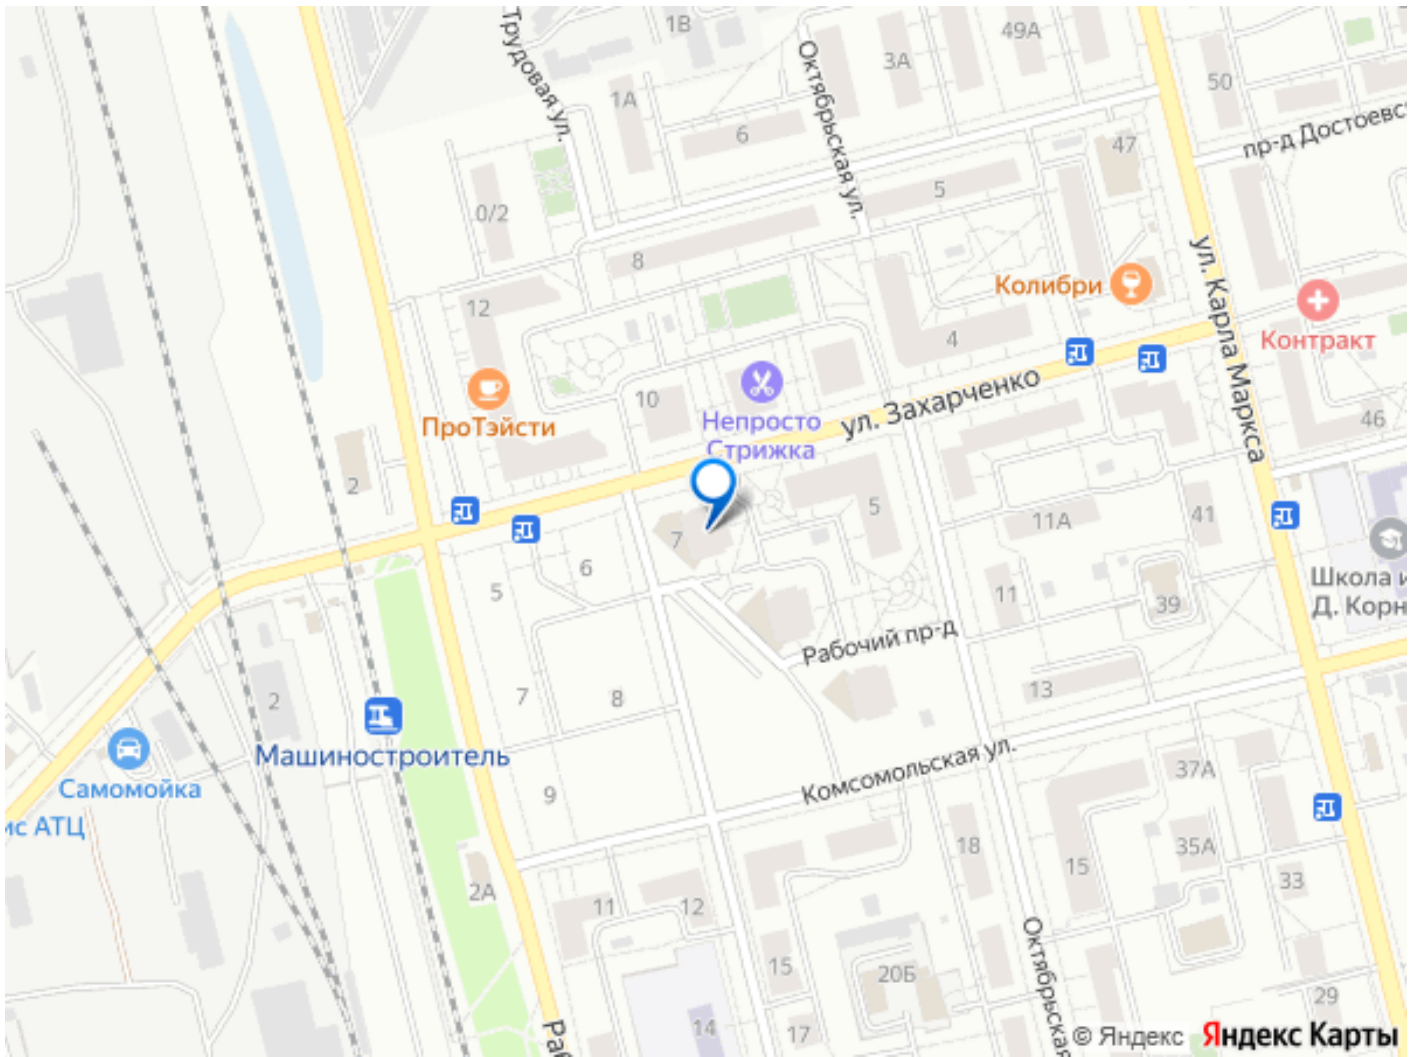 1В
49А
Трудовая ул.
Октябрьская ул.
3А
50
1А
6
47
пр-д Достоевс
0/2
5
8
ул. Карла Маркса
Колибри
12
4
Контракт
10
Непросто
Стрижка
ул. Захарченко
ПроТэйсти
46
2
5
7
11А
41
6
5
11
39
Школа и
Д. Корн
Рабочий пр-д
7
8
13
2
Машиностроитель
Самомойка
ис АТЦ
9
Комсомольская ул.
37А
18
15
35А
33
2А
11
12
15
20Б
Октябрьская
29
14
17
Раб
© Яндекс Яндекс Карты